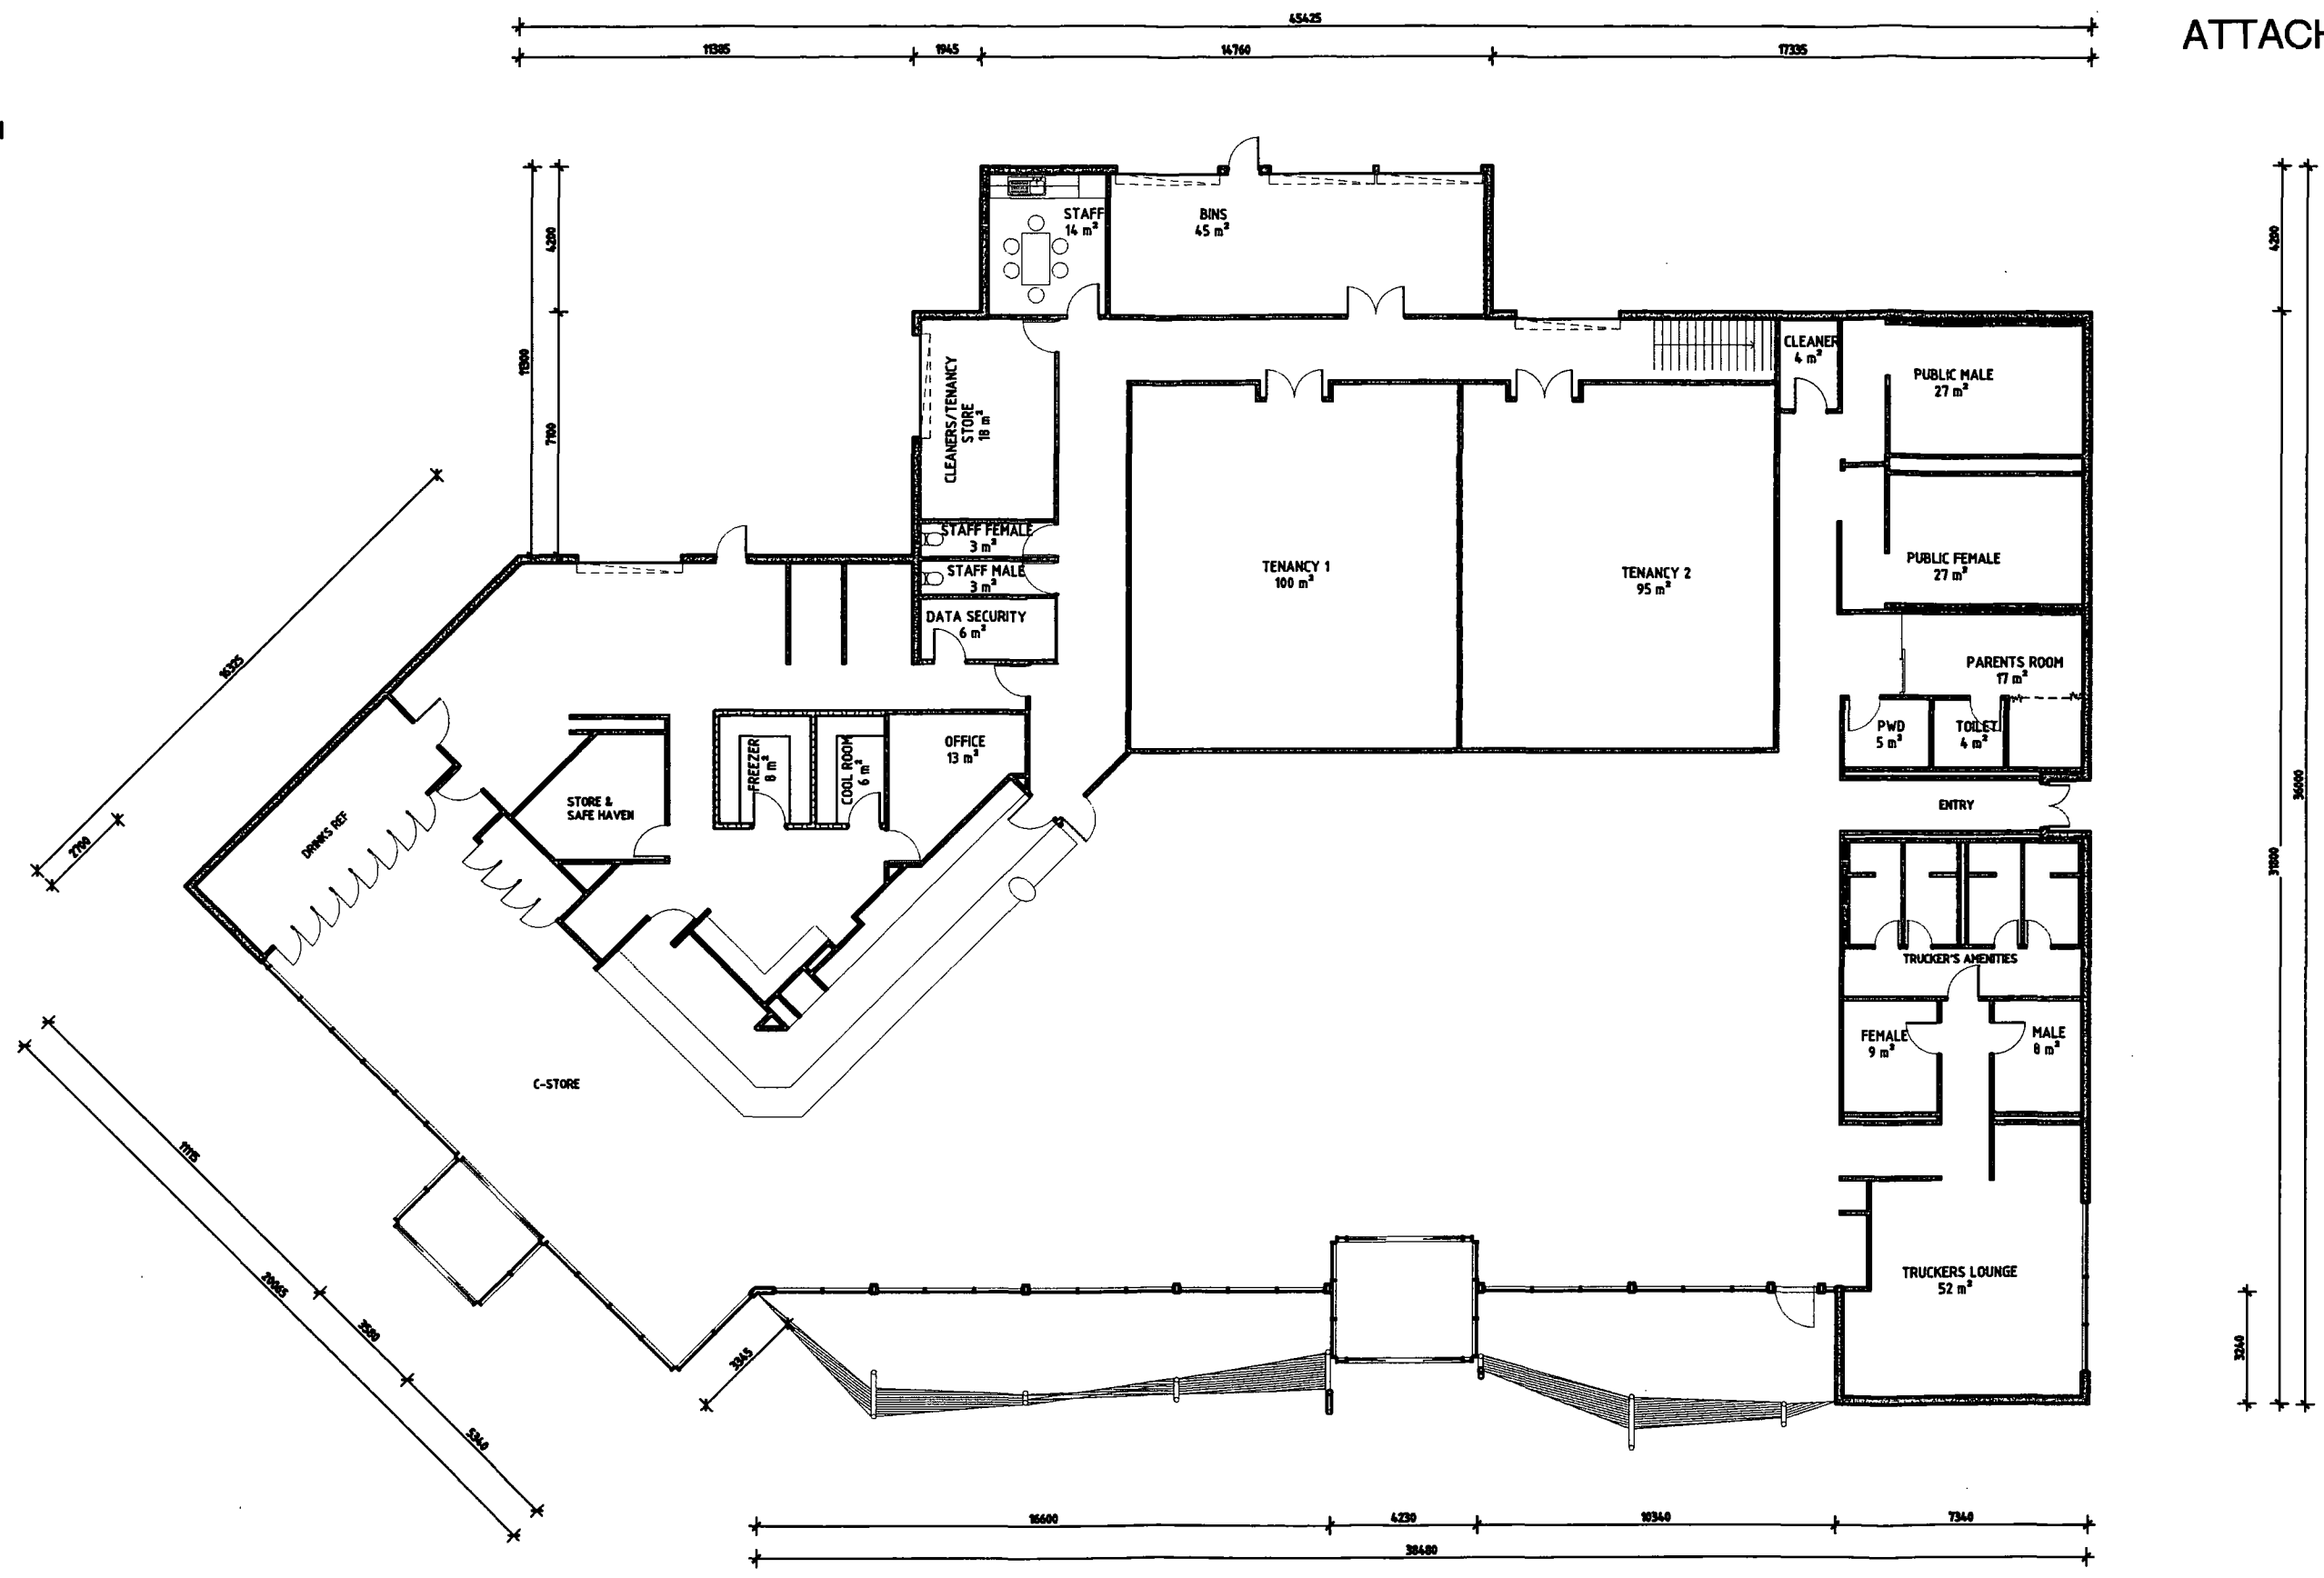 45425
ATTACH
11385
1945
14760
17335
STAFF
14 m²
BINS
45 m²
4200
4200
11300
7100
CLEANERS/TENANCY
STORE
18 m²
CLEANER
4 m²
PUBLIC MALE
27 m²
STAFF FEMALE
3 m²
STAFF MALE
3 m²
DATA SECURITY
6 m²
TENANCY 1
100 m²
TENANCY 2
95 m²
PUBLIC FEMALE
27 m²
PARENTS ROOM
17 m²
PWD
5 m²
TOILET
4 m²
16325
2700
DRINKS REF
STORE &
SAFE HAVEN
FREEZER
8 m²
COOL ROOM
6 m²
OFFICE
13 m²
ENTRY
36000
31800
TRUCKER'S AMENITIES
FEMALE
9 m²
MALE
8 m²
C-STORE
11115
20065
3580
5340
3345
TRUCKERS LOUNGE
52 m²
3240
16600
4230
10340
7340
38480